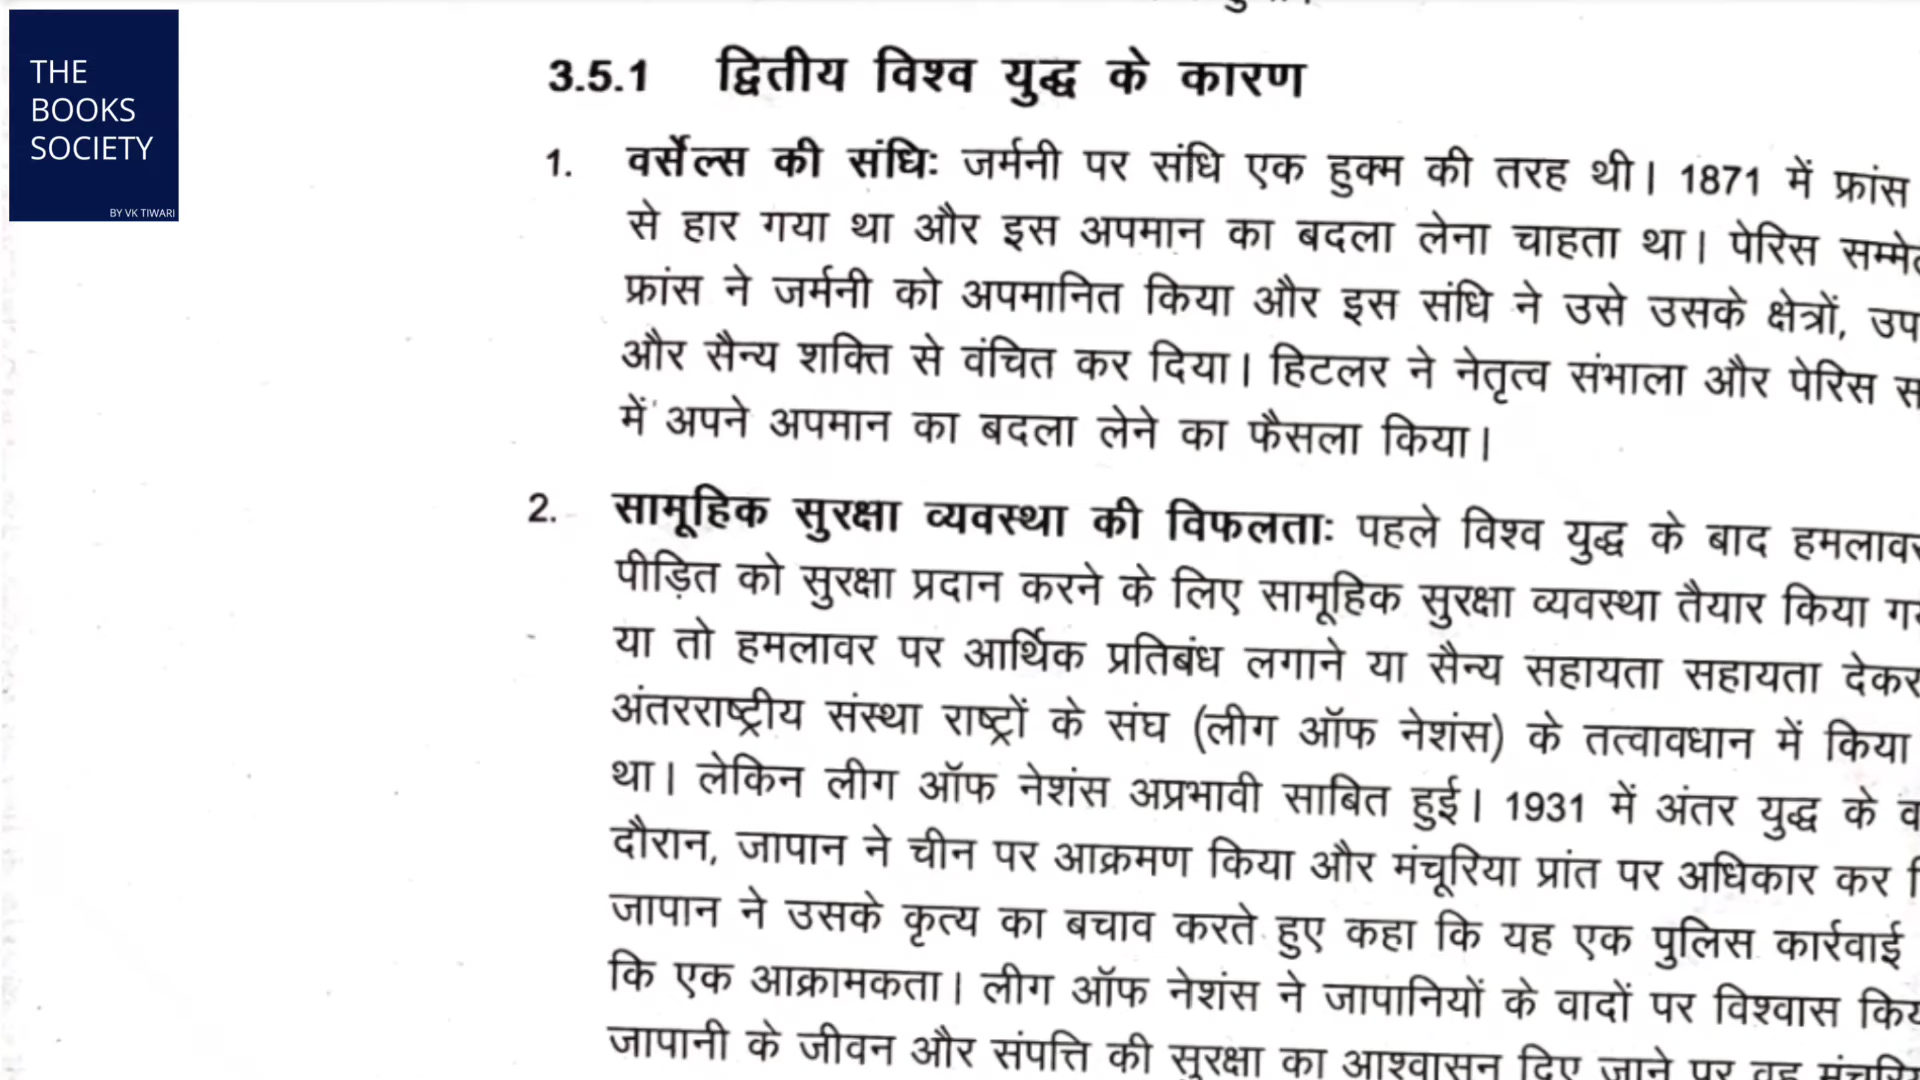 THE
BOOKS
SOCIETY
BY VK TIWARI
3.5.1 द्वितीय विश्व युद्ध के कारण
1. वर्सेल्स की संधिः जर्मनी पर संधि एक हुक्म की तरह थी। 1871 में फ्रांस
से हार गया था और इस अपमान का बदला लेना चाहता था। पेरिस
फ्रांस ने जर्मनी को अपमानित किया और इस संधि ने उसे उसके क्षेत्रों, उप
और सैन्य शक्ति से वंचित कर दिया। हिटलर ने नेतृत्व संभाला और पेरिस स
में अपने अपमान का बदला लेने का फैसला किया।
2. सामूहिक सुरक्षा व्यवस्था की विफलताः पहले विश्व युद्ध के बाद
पीड़ित को सुरक्षा प्रदान करने के लिए सामूहिक सुरक्षा व्यवस्था तैयार किया
या तो हमलावर पर आर्थिक प्रतिबंध लगाने या सैन्य सहायता सहायता देकर
अंतरराष्ट्रीय संस्था राष्ट्रों के संघ (लीग ऑफ नेशंस) के तत्वावधान में किया
था। लेकिन लीग ऑफ नेशंस अप्रभावी साबित हुई। 1931 में अंतर युद्ध के
दौरान, जापान ने चीन पर आक्रमण किया और मंचूरिया प्रांत पर अधिकार कर
जापान ने उसके कृत्य का बचाव करते हुए कहा कि यह एक पुलिस कार्रवाई
कि एक आक्रामकता। लीग ऑफ नेशंस ने जापानियों के वादों पर विश्वास
जापानी के जीवन और संपत्ति की सुरक्षा का आश्वासन दिए जाने पर वह